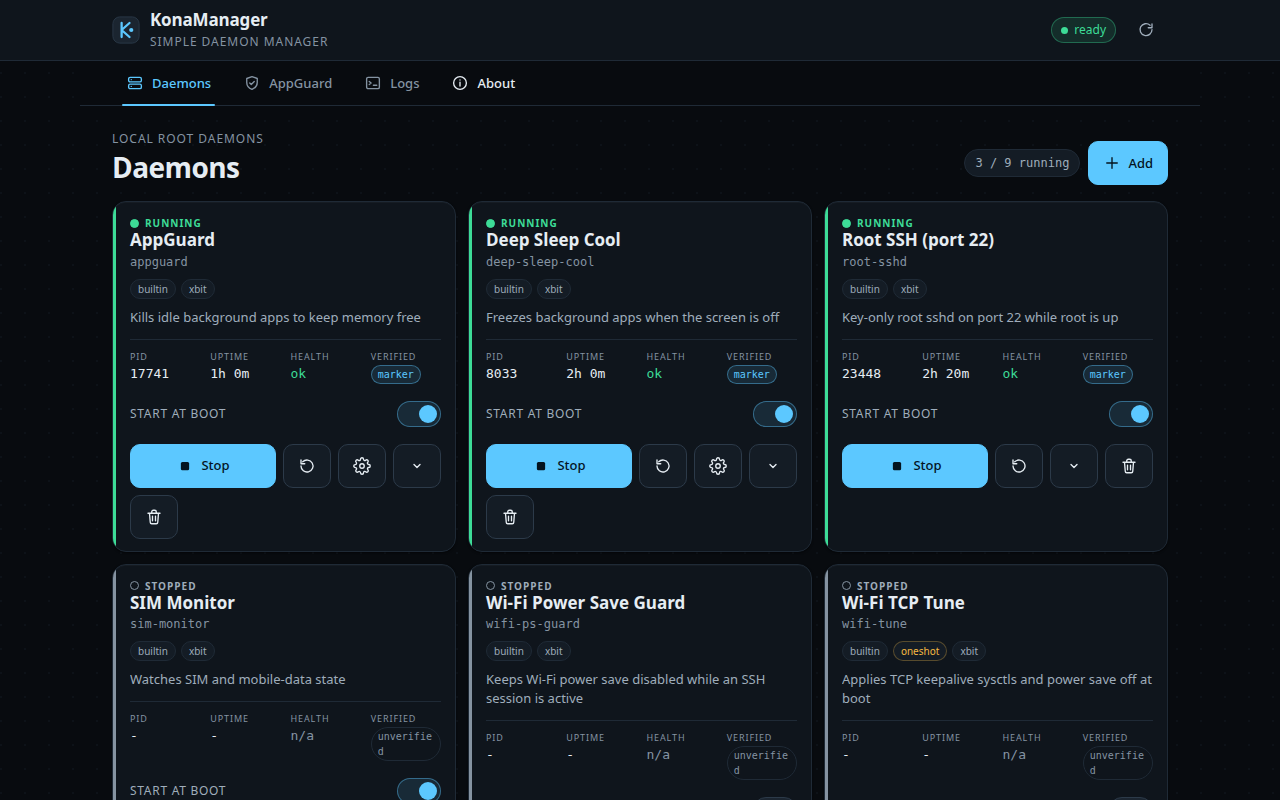 KonaManager
SIMPLE DAEMON MANAGER
ready
Daemons
AppGuard
Logs
About
LOCAL ROOT DAEMONS
Daemons
3 / 9 running
Add
RUNNING
AppGuard
appguard
builtin xbit
Kills idle background apps to keep memory free
PID UPTIME HEALTH VERIFIED
17741 1h 0m ok marker
START AT BOOT
Stop
RUNNING
Deep Sleep Cool
deep-sleep-cool
builtin xbit
Freezes background apps when the screen is off
PID UPTIME HEALTH VERIFIED
8033 2h 0m ok marker
START AT BOOT
Stop
RUNNING
Root SSH (port 22)
root-sshd
builtin xbit
Key-only root sshd on port 22 while root is up
PID UPTIME HEALTH VERIFIED
23448 2h 20m ok marker
START AT BOOT
Stop
STOPPED
SIM Monitor
sim-monitor
builtin xbit
Watches SIM and mobile-data state
PID UPTIME HEALTH VERIFIED
- - n/a unverifie
d
START AT BOOT
STOPPED
Wi-Fi Power Save Guard
wifi-ps-guard
builtin xbit
Keeps Wi-Fi power save disabled while an SSH
session is active
PID UPTIME HEALTH VERIFIED
- - n/a unverifie
d
STOPPED
Wi-Fi TCP Tune
wifi-tune
builtin oneshot xbit
Applies TCP keepalive sysctls and power save off at
boot
PID UPTIME HEALTH VERIFIED
- - n/a unverifie
d